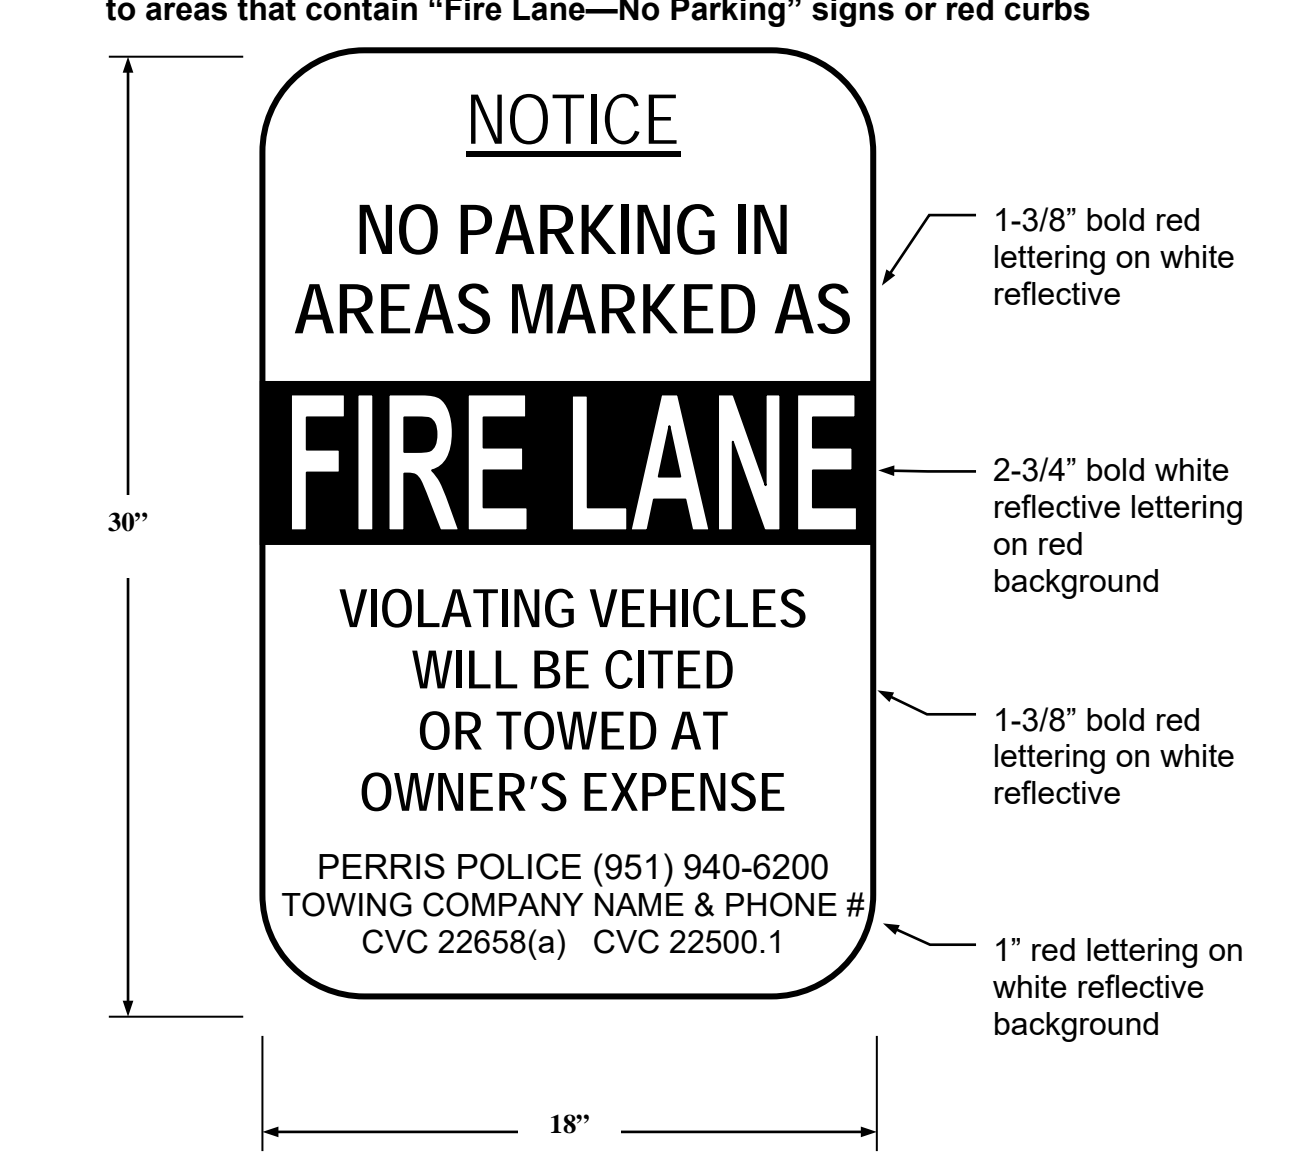 to areas that contain “Fire Lane—No Parking” signs or red curbs
NOTICE
NO PARKING IN
AREAS MARKED AS
FIRE LANE
VIOLATING VEHICLES
WILL BE CITED
OR TOWED AT
OWNER’S EXPENSE
PERRIS POLICE (951) 940-6200
TOWING COMPANY NAME & PHONE #
CVC 22658(a) CVC 22500.1
30”
18”
1-3/8” bold red
lettering on white
reflective
2-3/4” bold white
reflective lettering
on red
background
1-3/8” bold red
lettering on white
reflective
1” red lettering on
white reflective
background